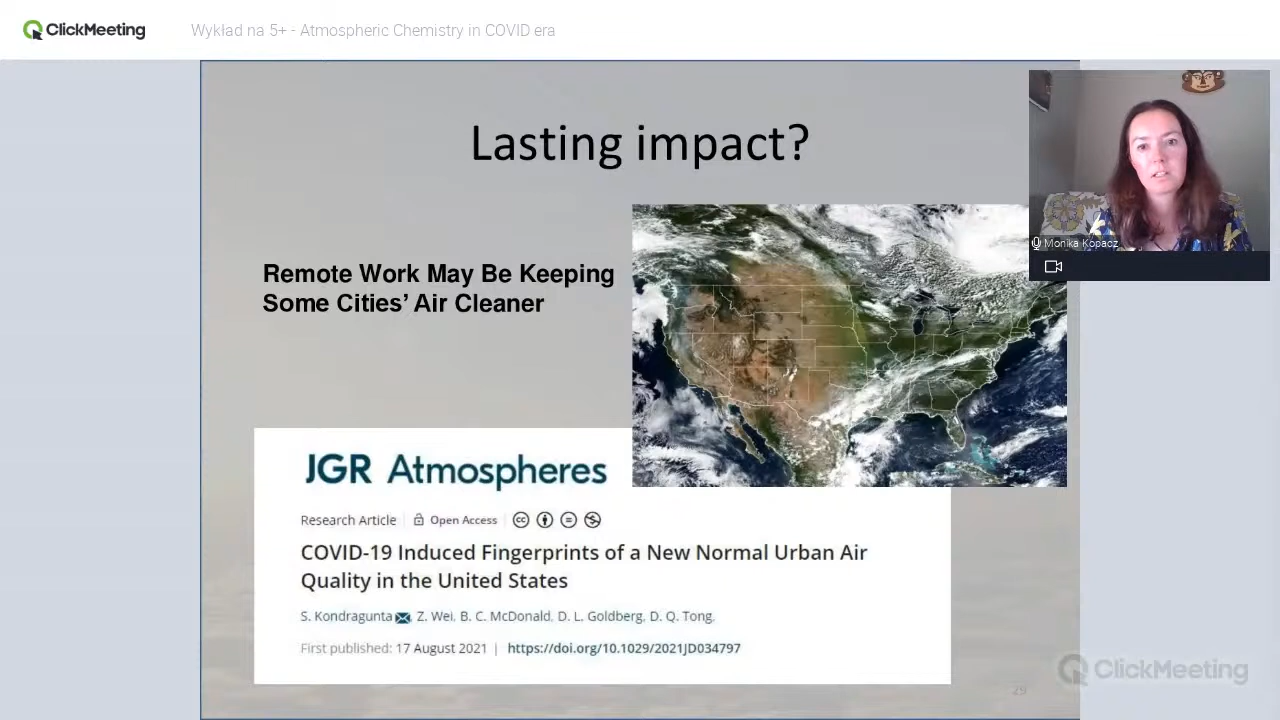 ClickMeeting
Wykład na 5+ - Atmospheric Chemistry in COVID era
Lasting impact?
Monika Kopacz
Remote Work May Be Keeping
Some Cities' Air Cleaner
JGR Atmospheres
Research Article | Open Access | cc
COVID-19 Induced Fingerprints of a New Normal Urban Air
Quality in the United States
S. Kondragunta, Z. Wei, B. C. McDonald, D. L. Goldberg, D. Q. Tong,
First published: 17 August 2021 | https://doi.org/10.1029/2021JD034797
ClickMeeting
29